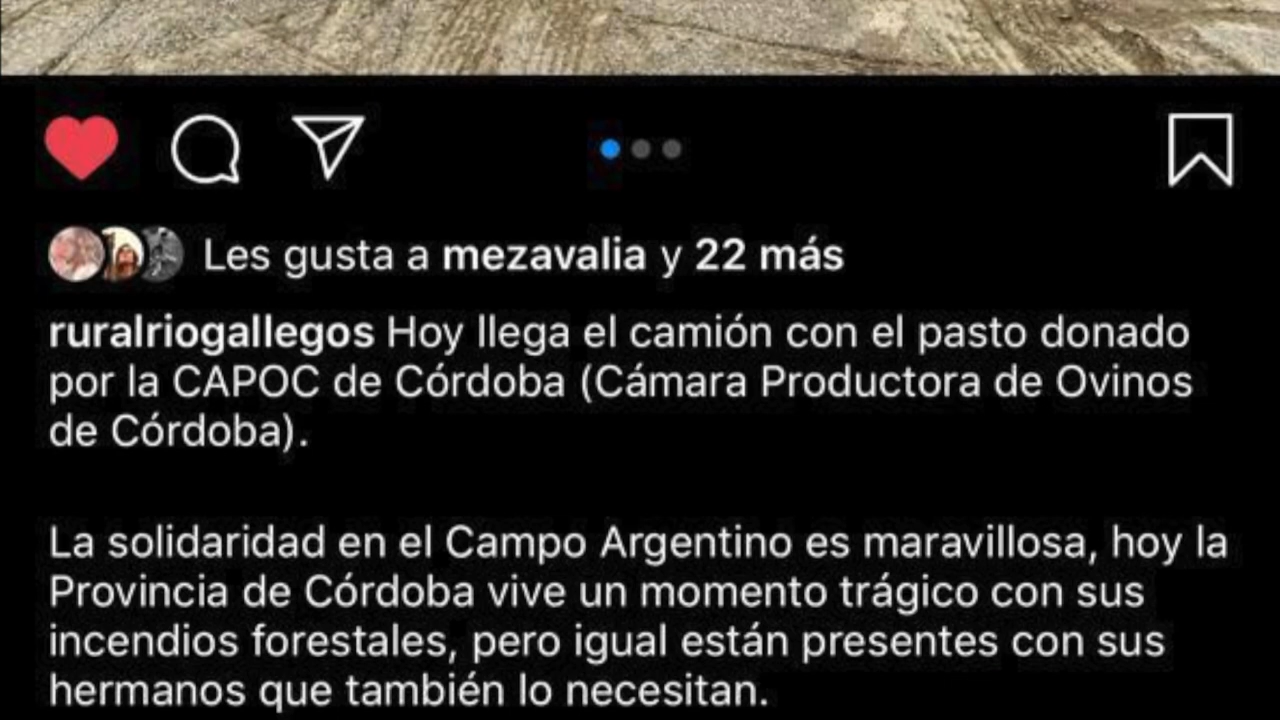 Les gusta a mezavalia y 22 más
ruralriogallegos Hoy llega el camión con el pasto donado
por la CAPOC de Córdoba (Cámara Productora de Ovinos
de Córdoba).
La solidaridad en el Campo Argentino es maravillosa, hoy la
Provincia de Córdoba vive un momento trágico con sus
incendios forestales, pero igual están presentes con sus
hermanos que también lo necesitan.